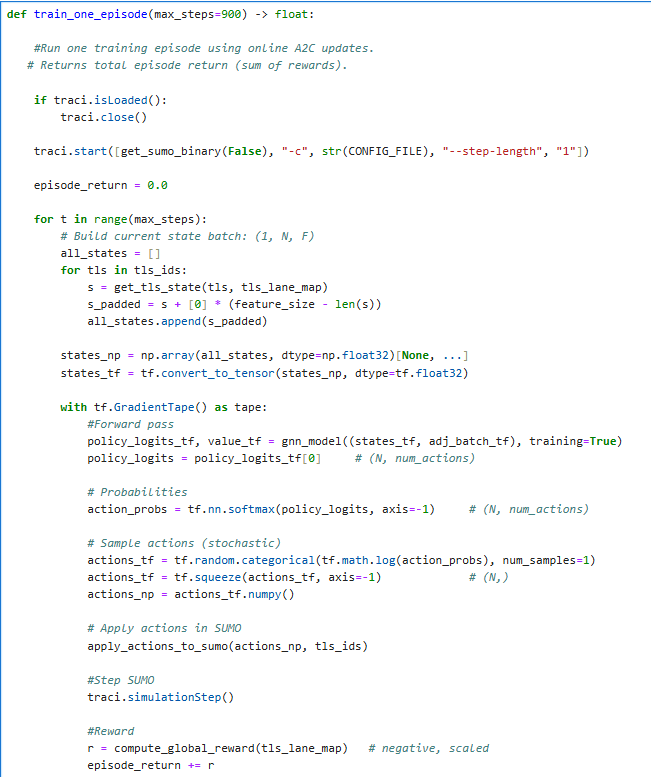 def train_one_episode(max_steps=900) -> float:
#Run one training episode using online A2C updates.
# Returns total episode return (sum of rewards).
if traci.isLoaded():
traci.close()
traci.start([get_sumo_binary(False), "-c", str(CONFIG_FILE), "--step-length", "1"])
episode_return = 0.0
for t in range(max_steps):
# Build current state batch: (1, N, F)
all_states = []
for tls in tls_ids:
s = get_tls_state(tls, tls_lane_map)
s_padded = s + [0] * (feature_size - len(s))
all_states.append(s_padded)
states_np = np.array(all_states, dtype=np.float32)[None, ...]
states_tf = tf.convert_to_tensor(states_np, dtype=tf.float32)
with tf.GradientTape() as tape:
#Forward pass
policy_logits_tf, value_tf = gnn_model((states_tf, adj_batch_tf), training=True)
policy_logits = policy_logits_tf[0]     # (N, num_actions)
# Probabilities
action_probs = tf.nn.softmax(policy_logits, axis=-1)     # (N, num_actions)
# Sample actions (stochastic)
actions_tf = tf.random.categorical(tf.math.log(action_probs), num_samples=1)
actions_tf = tf.squeeze(actions_tf, axis=-1)             # (N,)
actions_np = actions_tf.numpy()
# Apply actions in SUMO
apply_actions_to_sumo(actions_np, tls_ids)
#Step SUMO
traci.simulationStep()
#Reward
r = compute_global_reward(tls_lane_map)   # negative, scaled
episode_return += r